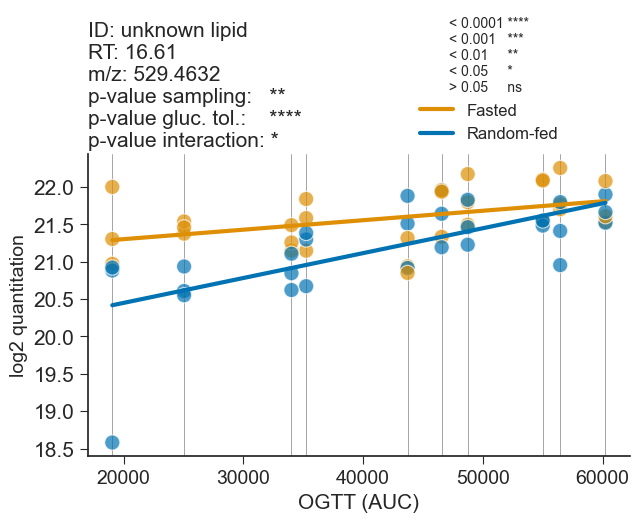 ID: unknown lipid
RT: 16.61
m/z: 529.4632
p-value sampling: **
p-value gluc. tol.: ****
p-value interaction: *
< 0.0001 ****
< 0.001 ***
< 0.01 **
< 0.05 *
> 0.05 ns
Fasted
Random-fed
log2 quantitation
22.0
21.5
21.0
20.5
20.0
19.5
19.0
18.5
20000 30000 40000 50000 60000
OGTT (AUC)